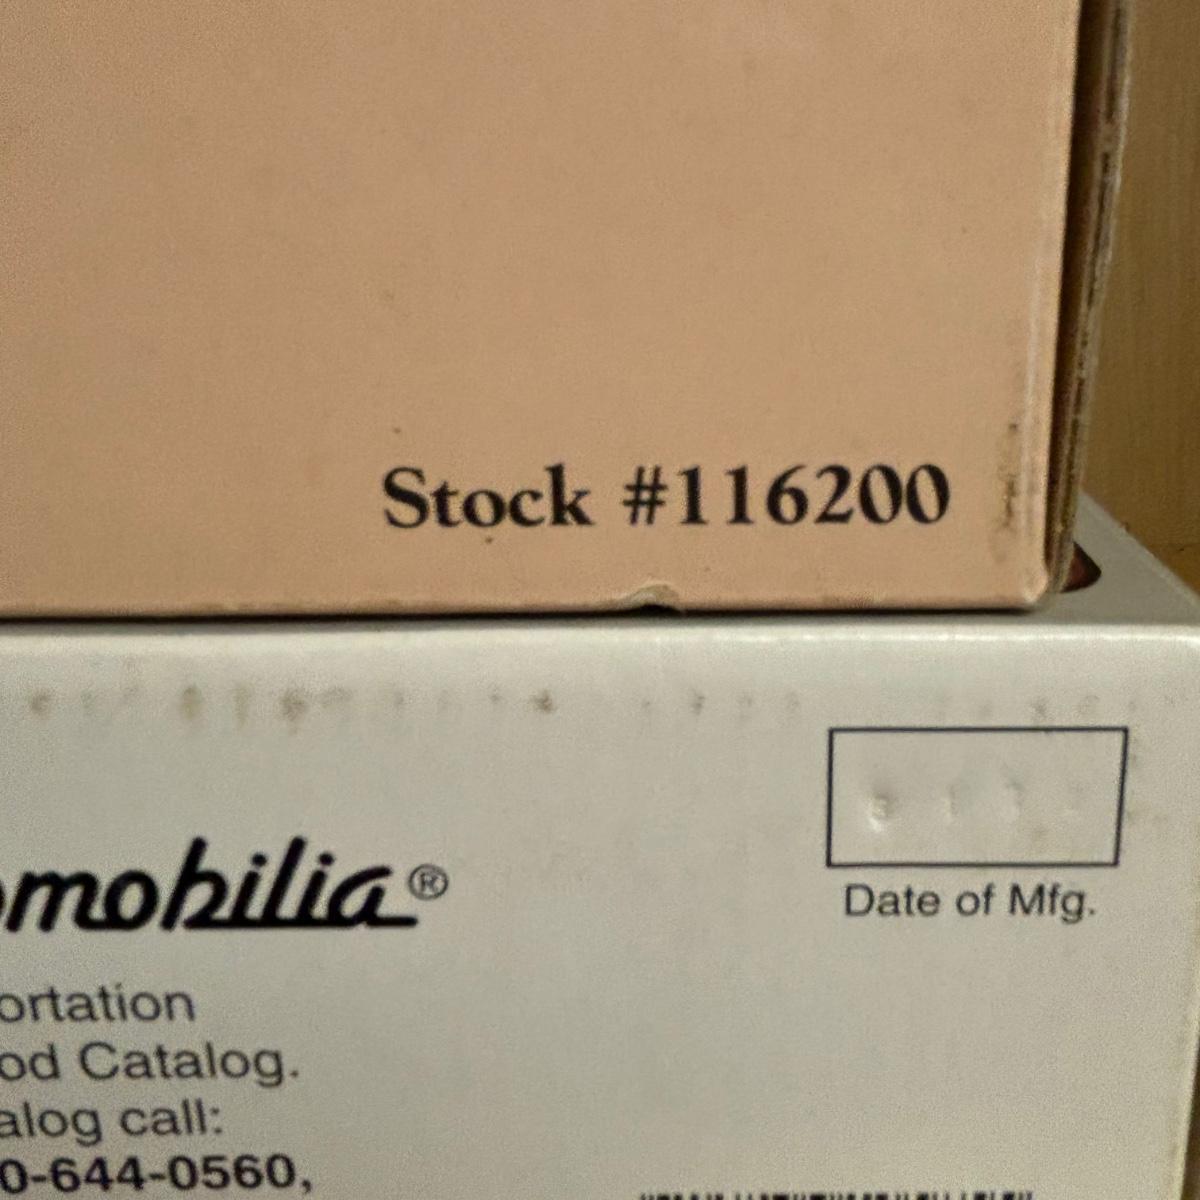 Stock #116200
omobilia®
Date of Mfg.
ortation
od Catalog.
alog call:
0-644-0560,